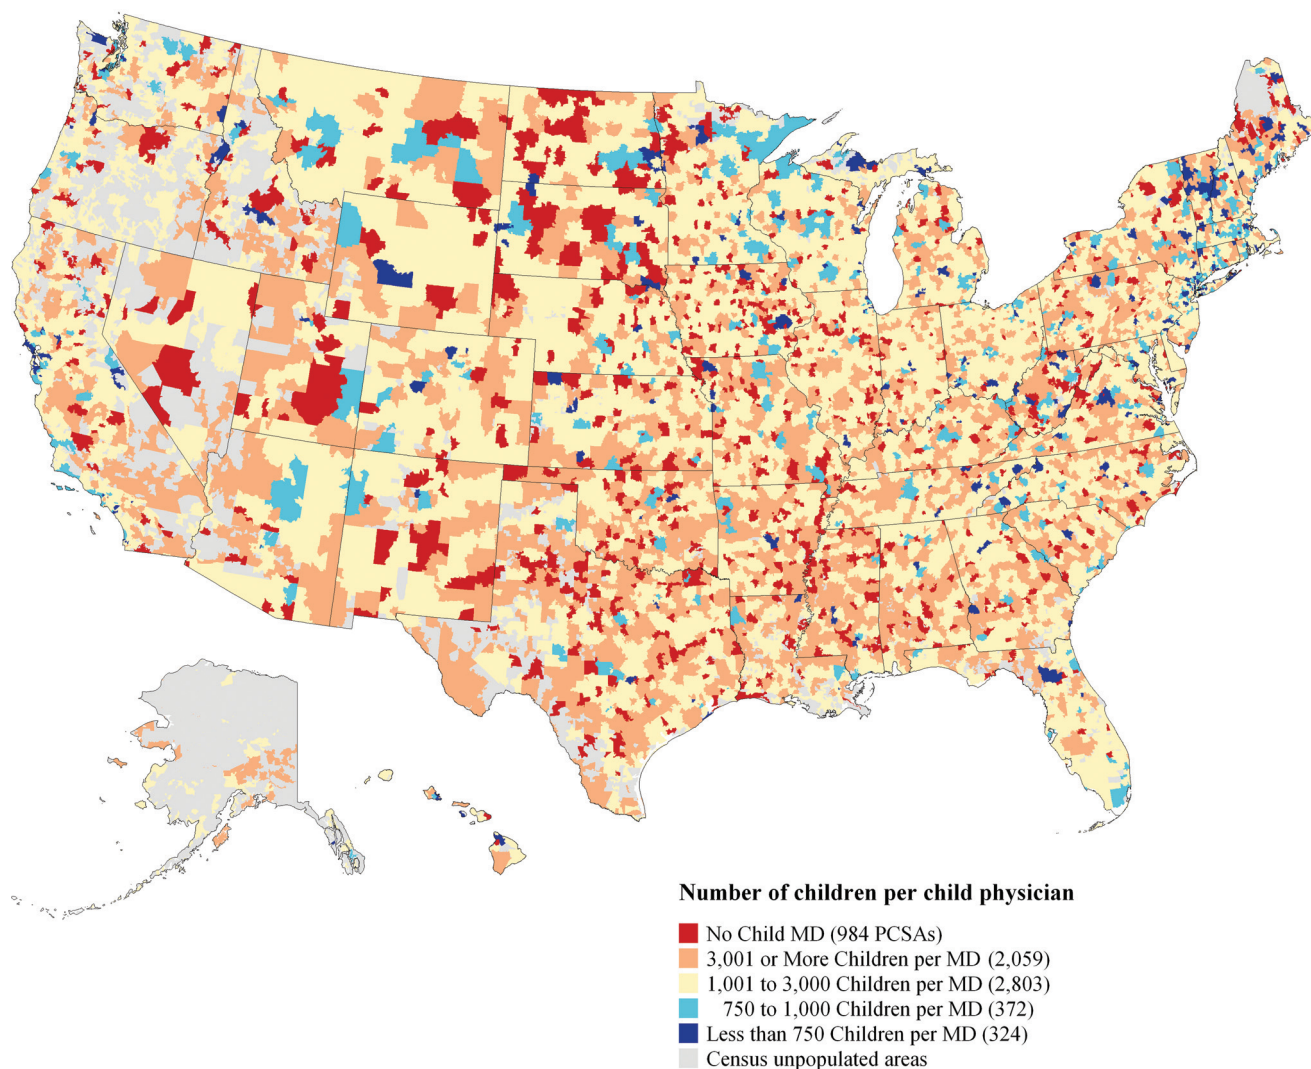 Number of children per child physician
No Child MD (984 PCSAs)
3,001 or More Children per MD (2,059)
1,001 to 3,000 Children per MD (2,803)
750 to 1,000 Children per MD (372)
Less than 750 Children per MD (324)
Census unpopulated areas